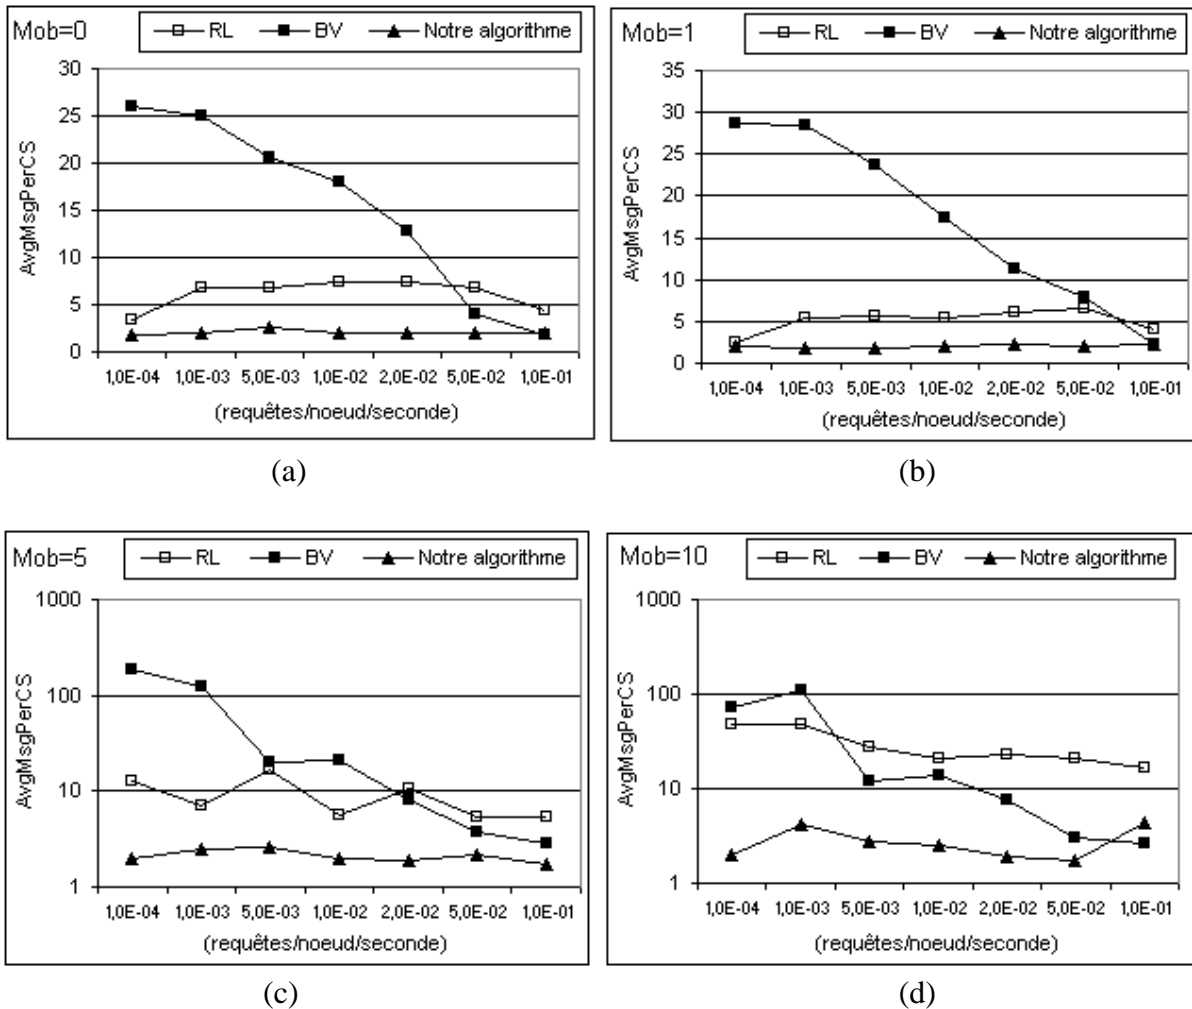 Mob=0 RL BV Notre algorithme
30
25
20
15
10
5
0
AvgMsgPerCS
1,0E-04 1,0E-03 5,0E-03 1,0E-02 2,0E-02 5,0E-02 1,0E-01
(requêtes/noeud/seconde)
(a)
Mob=1 RL BV Notre algorithme
35
30
25
20
15
10
5
0
AvgMsgPerCS
1,0E-04 1,0E-03 5,0E-03 1,0E-02 2,0E-02 5,0E-02 1,0E-01
(requêtes/noeud/seconde)
(b)
Mob=5 RL BV Notre algorithme
1000
100
10
1
AvgMsgPerCS
1,0E-04 1,0E-03 5,0E-03 1,0E-02 2,0E-02 5,0E-02 1,0E-01
(requêtes/noeud/seconde)
(c)
Mob=10 RL BV Notre algorithme
1000
100
10
1
AvgMsgPerCS
1,0E-04 1,0E-03 5,0E-03 1,0E-02 2,0E-02 5,0E-02 1,0E-01
(requêtes/noeud/seconde)
(d)